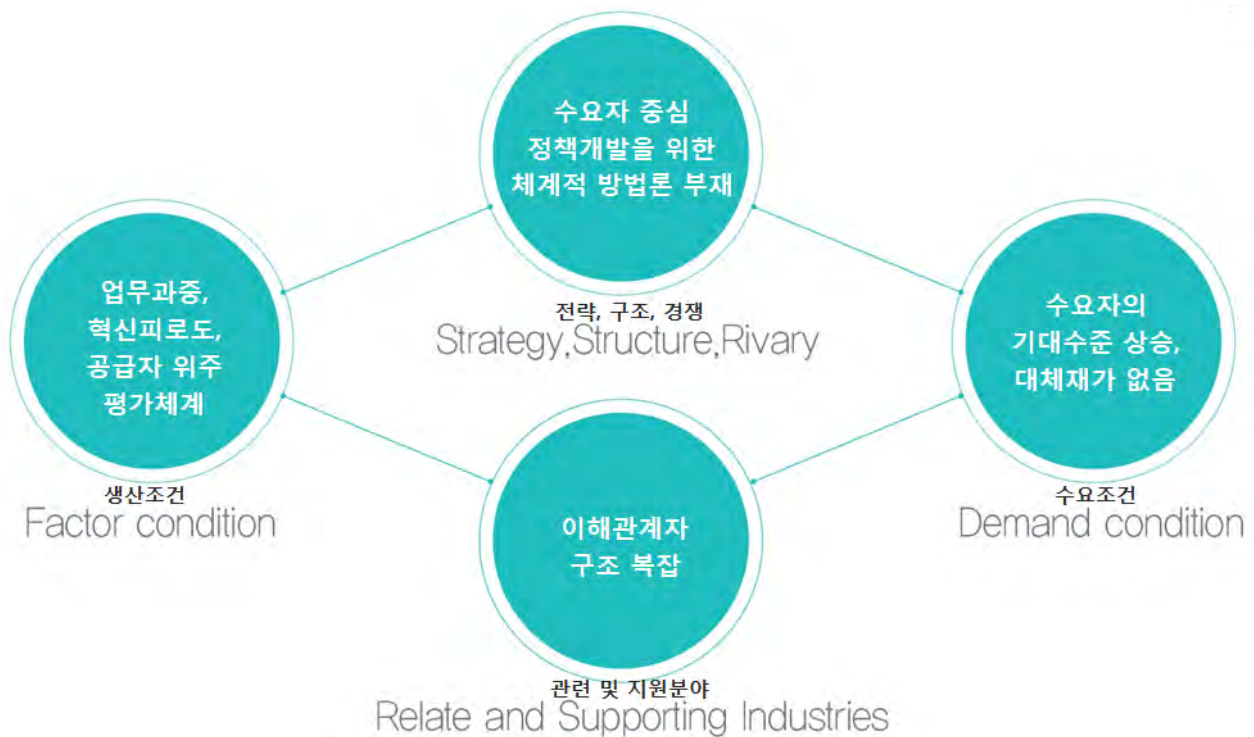 수요자 중심
정책개발을 위한
체계적 방법론 부재
전략, 구조, 경쟁
Strategy,Structure,Rivary
업무과중,
혁신피로도,
공급자 위주
평가체계
생산조건
Factor condition
수요자의
기대수준 상승,
대체재가 없음
수요조건
Demand condition
이해관계자
구조 복잡
관련 및 지원분야
Relate and Supporting Industries